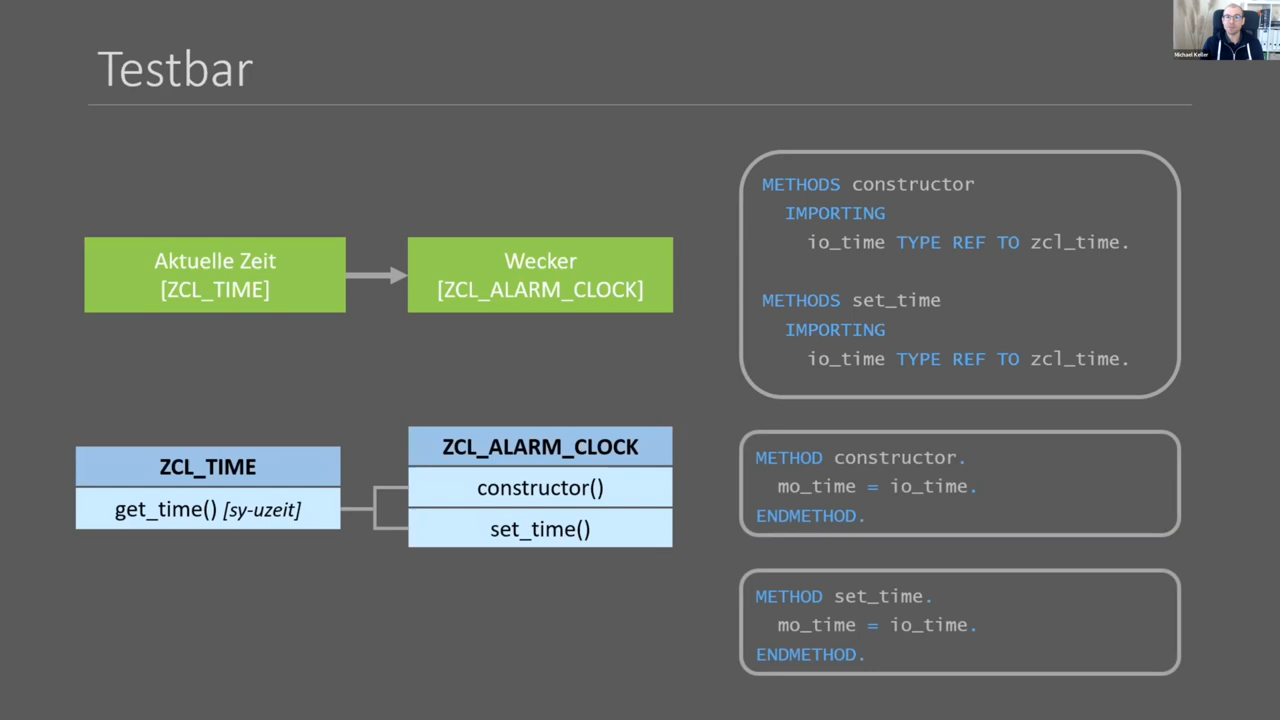 Testbar
Michael Keller
Aktuelle Zeit
[ZCL_TIME]
Wecker
[ZCL_ALARM_CLOCK]
ZCL_TIME
get_time() [sy-uzeit]
ZCL_ALARM_CLOCK
constructor()
set_time()
METHODS constructor
IMPORTING
io_time TYPE REF TO zcl_time.
METHODS set_time
IMPORTING
io_time TYPE REF TO zcl_time.
METHOD constructor.
mo_time = io_time.
ENDMETHOD.
METHOD set_time.
mo_time = io_time.
ENDMETHOD.